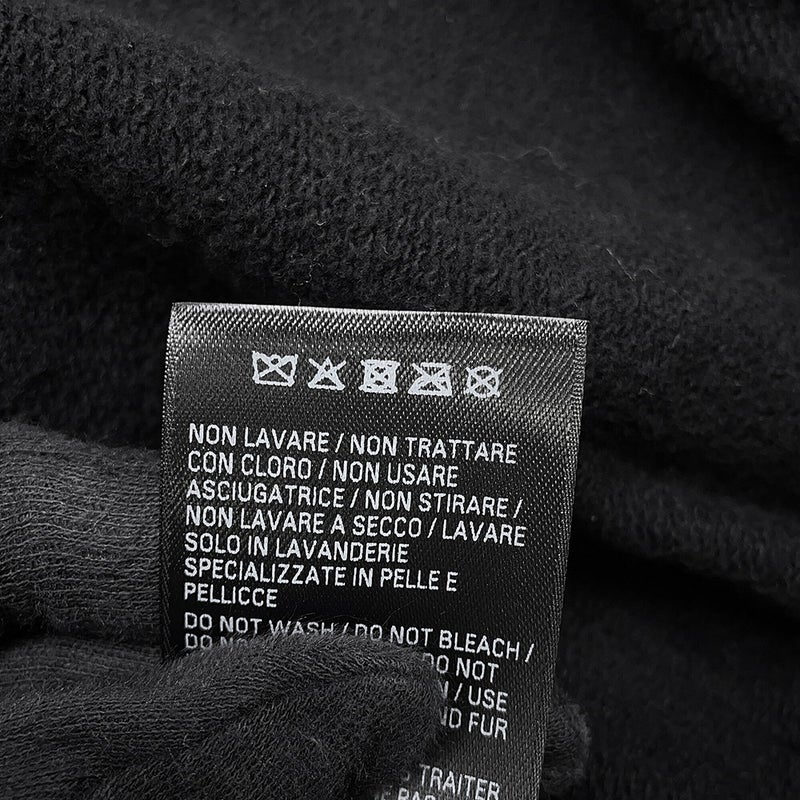 NON LAVARE / NON TRATTARE
CON CLORO / NON USARE
ASCIUGATRICE / NON STIRARE /
NON LAVARE A SECCO / LAVARE
SOLO IN LAVANDERIE
SPECIALIZZATE IN PELLE E
PELLICCE
DO NOT WASH / DO NOT BLEACH /
DO NOT
/ USE
FUR
TRAITER